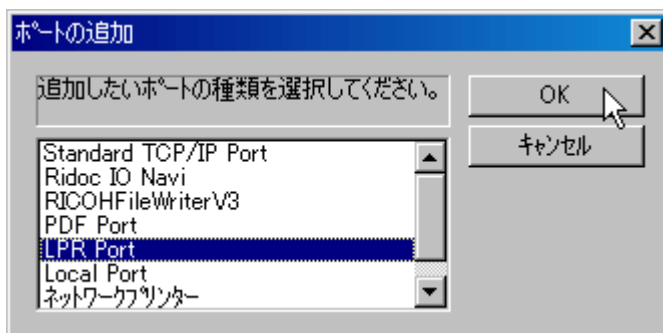 ポートの追加
追加したいポートの種類を選択してください。
OK
キャンセル
Standard TCP/IP Port
Ridoc IO Navi
RICOHFileWriterV3
PDF Port
LPR Port
Local Port
ネットワークプリンター